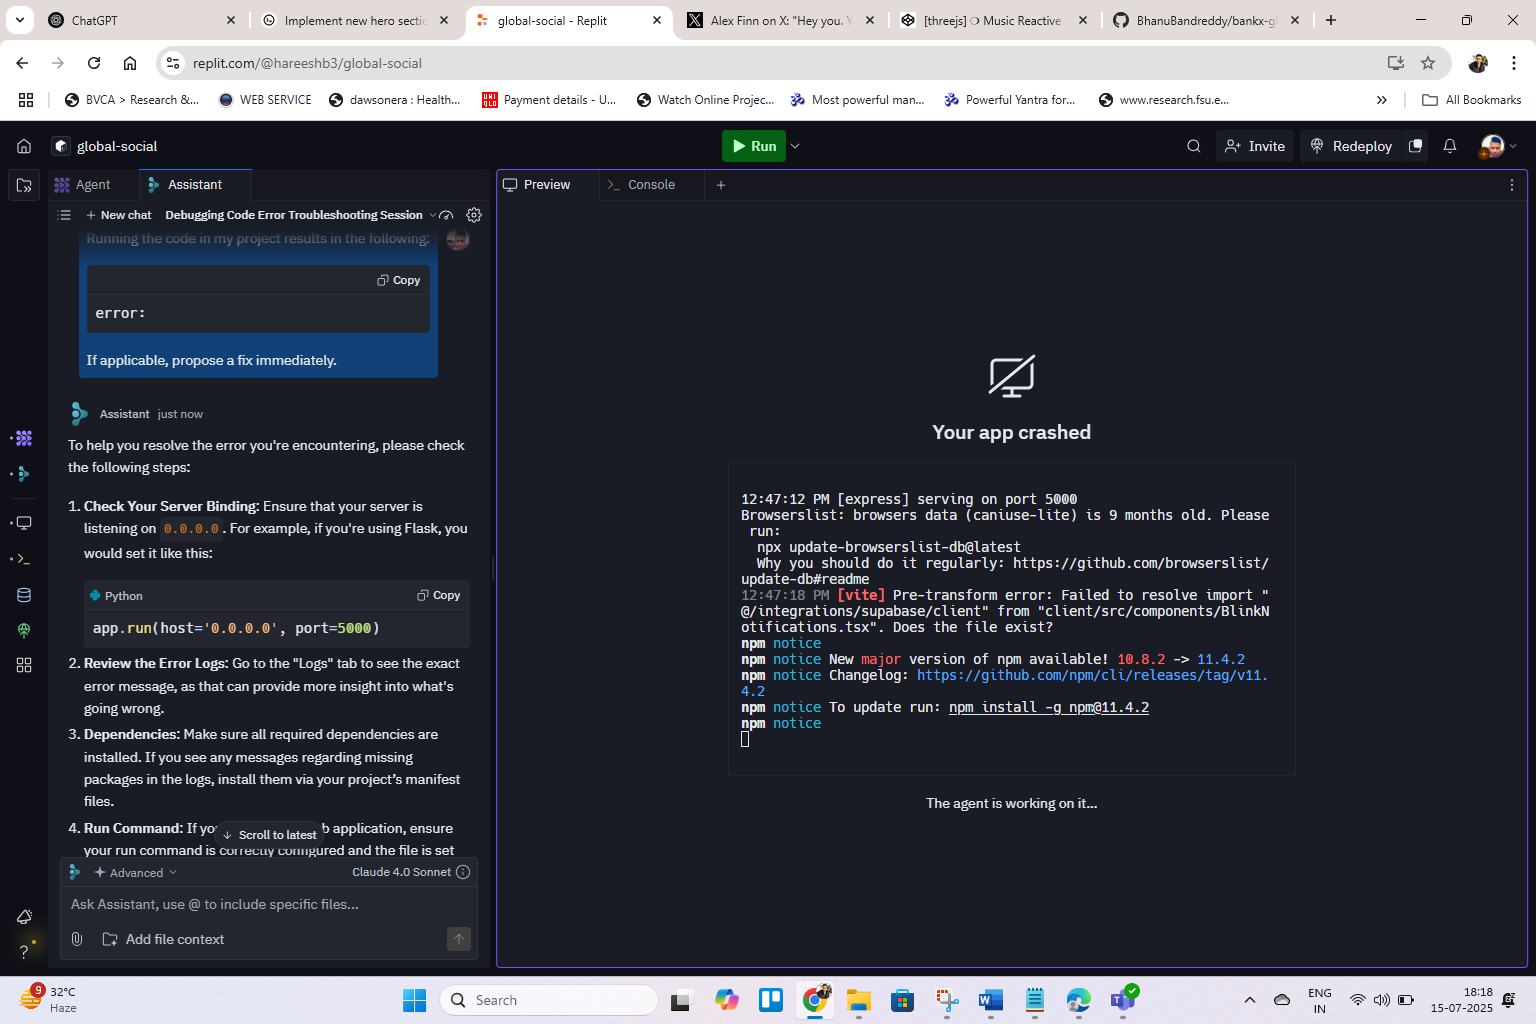 ChatGPT
Implement new hero sectic
global-social - Replit
Alex Finn on X: "Hey you. Y
[threejs] ❍ Music Reactive
BhanuBandreddy/bankx-gl
replit.com/@hareeshb3/global-social
BVCA > Research &...
WEB SERVICE
dawsonera : Health...
UNI QLO
Payment details - U...
Watch Online Projec...
Most powerful man...
Powerful Yantra for...
www.research.fsu.e...
All Bookmarks
global-social
Run
Invite
Redeploy
Agent
Assistant
New chat
Debugging Code Error Troubleshooting Session
Running the code in my project results in the following:
Copy
error:
If applicable, propose a fix immediately.
Assistant just now
To help you resolve the error you're encountering, please check
the following steps:
1. Check Your Server Binding: Ensure that your server is
listening on 0.0.0.0. For example, if you're using Flask, you
would set it like this:
Python
Copy
app.run(host='0.0.0.0', port=5000)
2. Review the Error Logs: Go to the "Logs" tab to see the exact
error message, as that can provide more insight into what's
going wrong.
3. Dependencies: Make sure all required dependencies are
installed. If you see any messages regarding missing
packages in the logs, install them via your project's manifest
files.
4. Run Command: If you b application, ensure
Scroll to latest
your run command is correctly configured and the file is set
Advanced
Claude 4.0 Sonnet
Ask Assistant, use @ to include specific files...
Add file context
Preview
Console
Your app crashed
12:47:12 PM [express] serving on port 5000
Browserslist: browsers data (caniuse-lite) is 9 months old. Please
run:
npx update-browserslist-db@latest
Why you should do it regularly: https://github.com/browserslist/
update-db#readme
12:47:18 PM [vite] Pre-transform error: Failed to resolve import "
@/integrations/supabase/client" from "client/src/components/BlinkN
otifications.tsx". Does the file exist?
npm notice
npm notice New major version of npm available! 10.8.2 -> 11.4.2
npm notice Changelog: https://github.com/npm/cli/releases/tag/v11.
4.2
npm notice To update run: npm install -g npm@11.4.2
npm notice
The agent is working on it...
9
32°C
Haze
Search
ENG
IN
18:18
15-07-2025